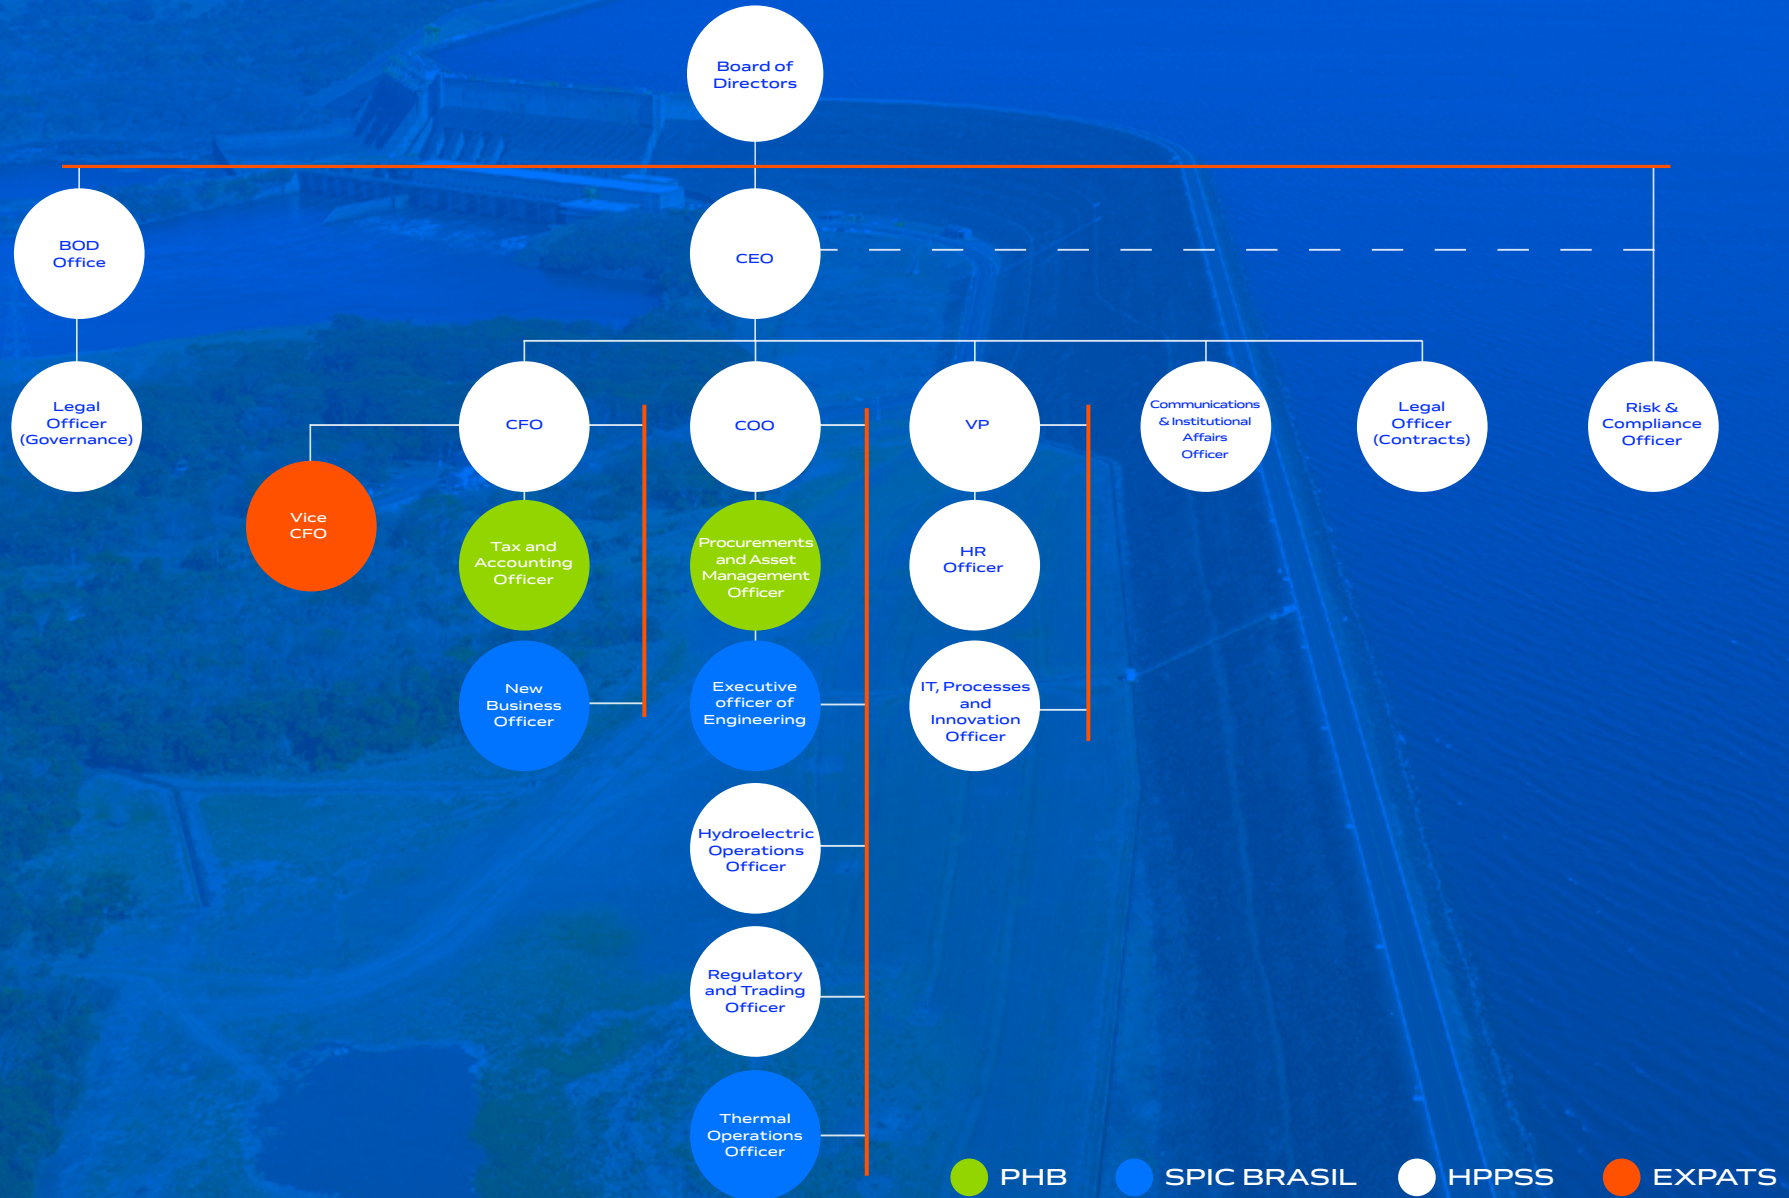 Board of
Directors
BOD
Office
CEO
Legal
Officer
(Governance)
CFO
COO
VP
Communications
& Institutional
Affairs
Officer
Legal
Officer
(Contracts)
Risk &
Compliance
Officer
Vice
CFO
Tax and
Accounting
Officer
Procurements
and Asset
Management
Officer
HR
Officer
New
Business
Officer
Executive
officer of
Engineering
IT, Processes
and
Innovation
Officer
Hydroelectric
Operations
Officer
Regulatory
and Trading
Officer
Thermal
Operations
Officer
PHB
SPIC BRASIL
HPPSS
EXPATS